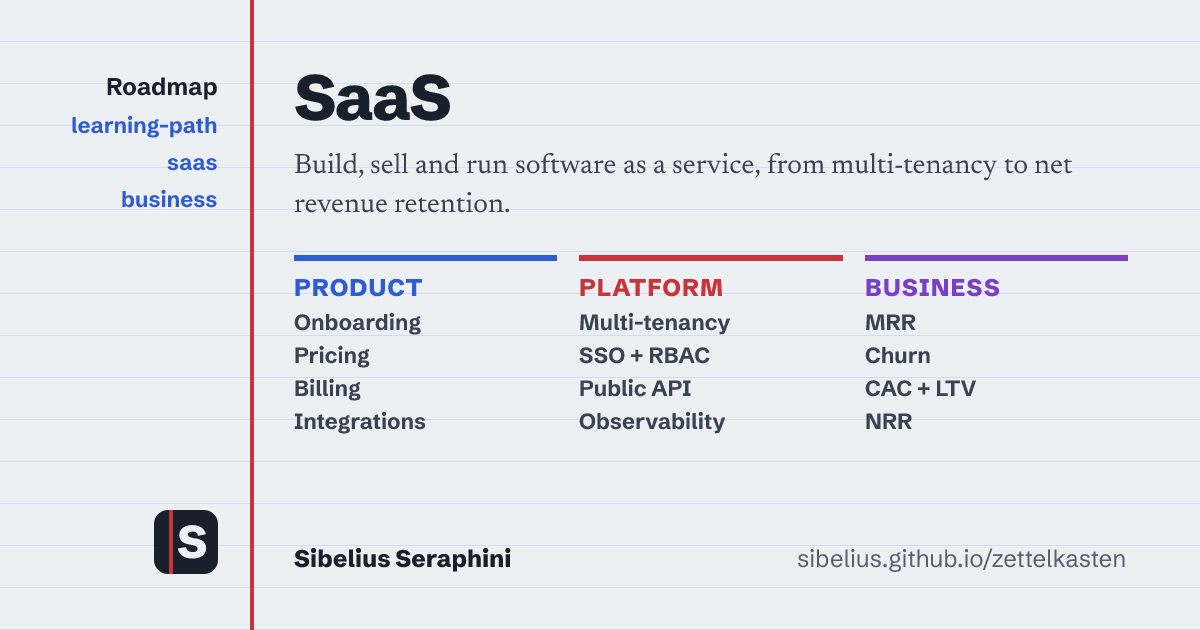 Roadmap
learning-path
saas
business
SaaS
Build, sell and run software as a service, from multi-tenancy to net
revenue retention.
PRODUCT
Onboarding
Pricing
Billing
Integrations
PLATFORM
Multi-tenancy
SSO + RBAC
Public API
Observability
BUSINESS
MRR
Churn
CAC + LTV
NRR
S
Sibelius Seraphini
sibelius.github.io/zettelkasten